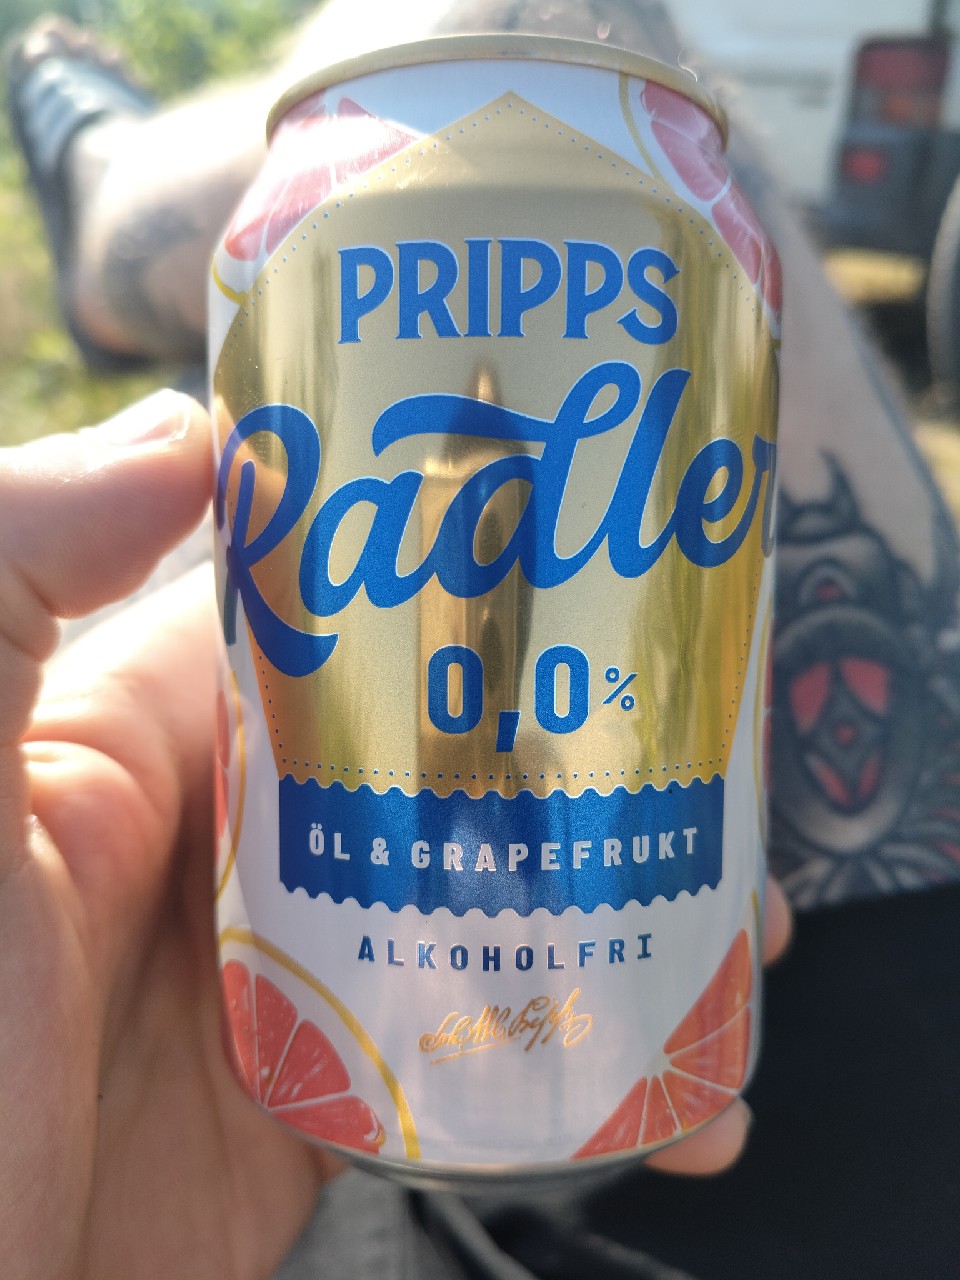 PRIPPS
Radler
0,0%
ÖL & GRAPEFRUKT
ALKOHOLFRI